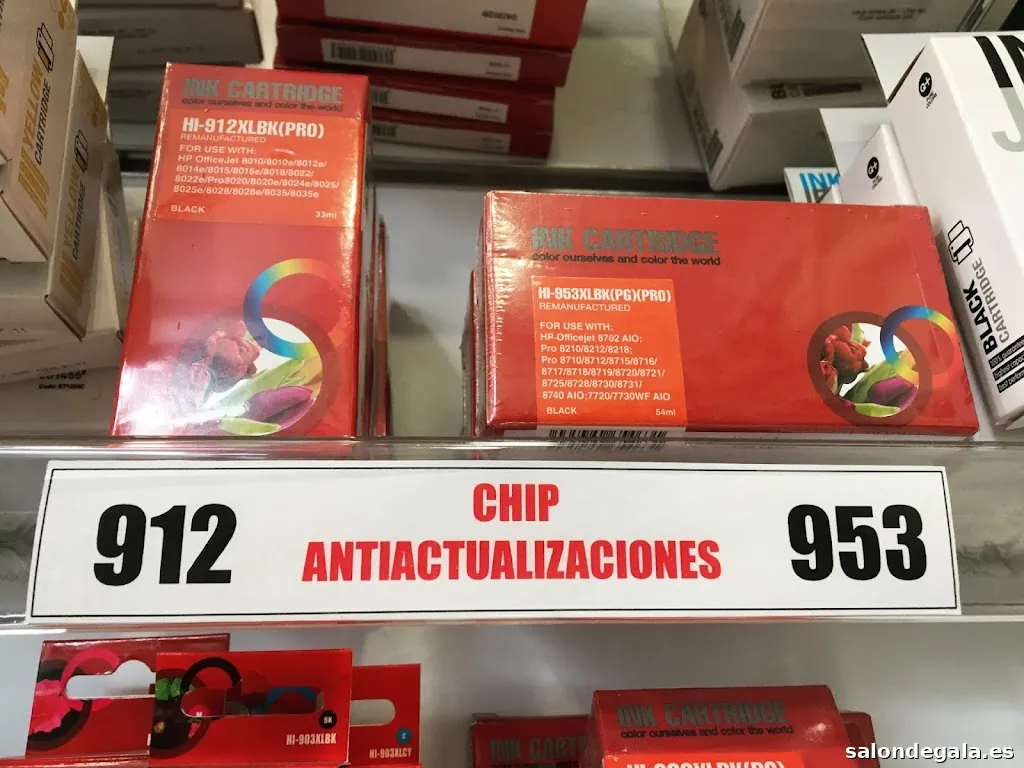 YELLOW
CARTRIDGE
INK CARTRIDGE
color ourselves and color the world
HI-912XLBK(PRO)
REMANUFACTURED
FOR USE WITH:
HP OfficeJet 8010/8010e/8012e/
8014e/8015/8015e/8018/8022/
8022e/Pro8020/8020e/8024e/8025/
8025e/8026/8028e/8035/8035e
BLACK 33ml
INK CARTRIDGE
color ourselves and color the world
HI-953XLBK(PG)(PRO)
REMANUFACTURED
FOR USE WITH:
HP-Officejet 8702 AIO;
Pro 8210/8212/8218;
Pro 8710/8712/8715/8716/
8717/8718/8719/8720/8721/
8725/8728/8730/8731/
8740 AIO;7720/7730WF AIO
BLACK 54ml
INK
G+
BLACK
CARTRIDGE
912
CHIP
ANTIACTUALIZACIONES
953
BK
HI-903XLBK
C
HI-903XLCY
INK CARTRIDGE
color ourselves and color the world
salondegala.es